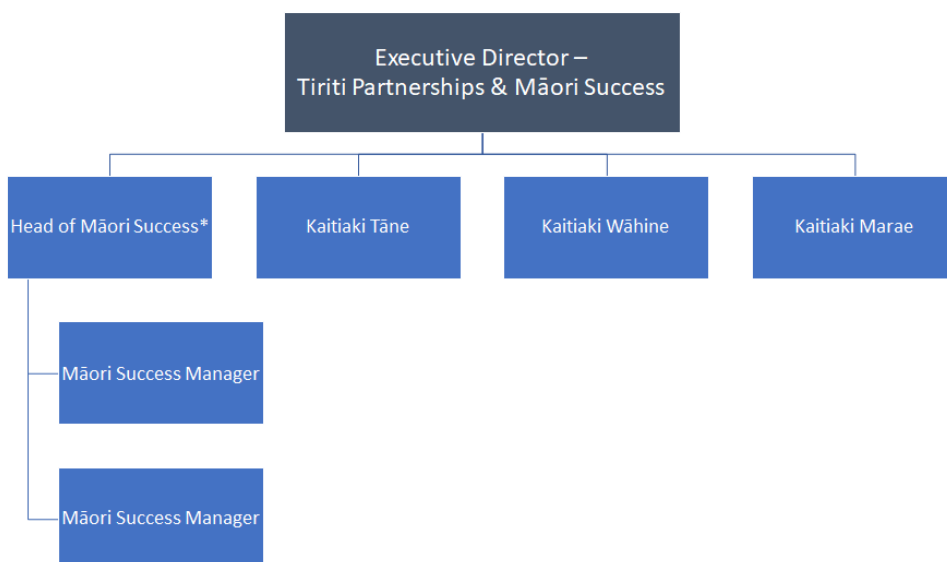 Executive Director –
Tiriti Partnerships & Māori Success
Head of Māori Success*
Kaitiaki Tāne
Kaitiaki Wāhine
Kaitiaki Marae
Māori Success Manager
Māori Success Manager